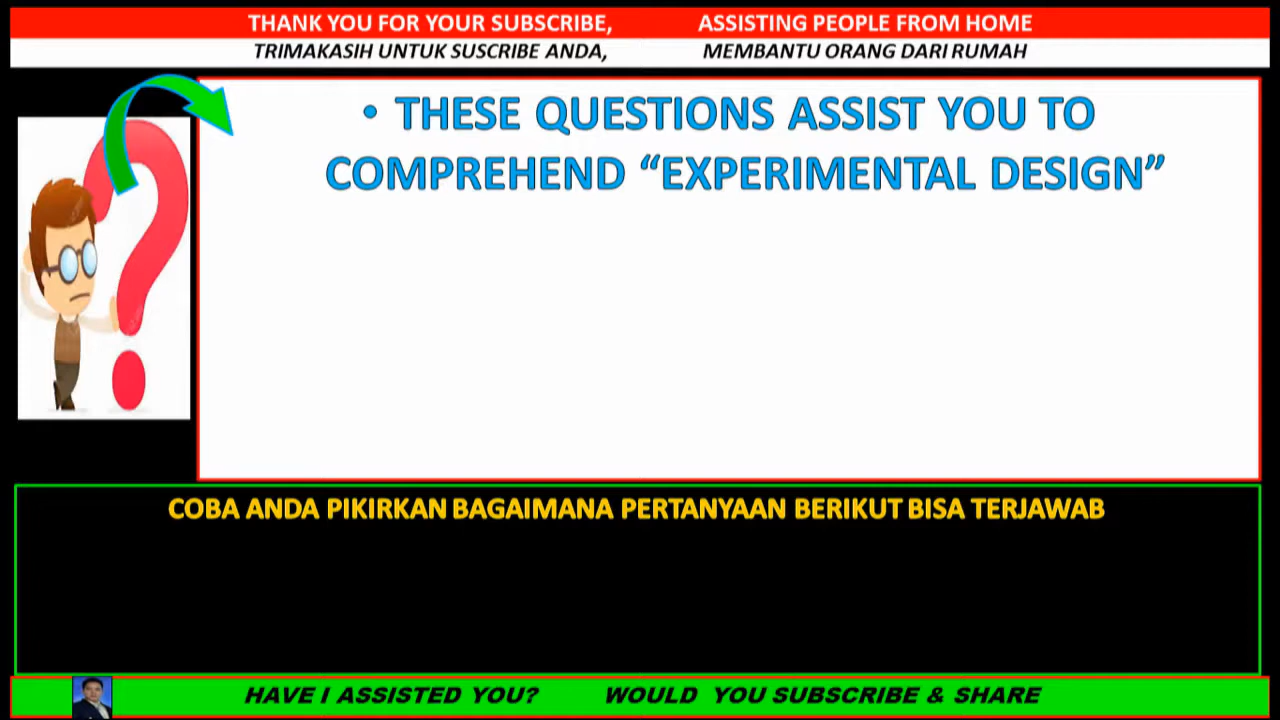 THANK YOU FOR YOUR SUBSCRIBE, ASSISTING PEOPLE FROM HOME
TRIMAKASIH UNTUK SUSCRIBE ANDA, MEMBANTU ORANG DARI RUMAH
• THESE QUESTIONS ASSIST YOU TO
COMPREHEND “EXPERIMENTAL DESIGN”
COBA ANDA PIKIRKAN BAGAIMANA PERTANYAAN BERIKUT BISA TERJAWAB
HAVE I ASSISTED YOU? WOULD YOU SUBSCRIBE & SHARE